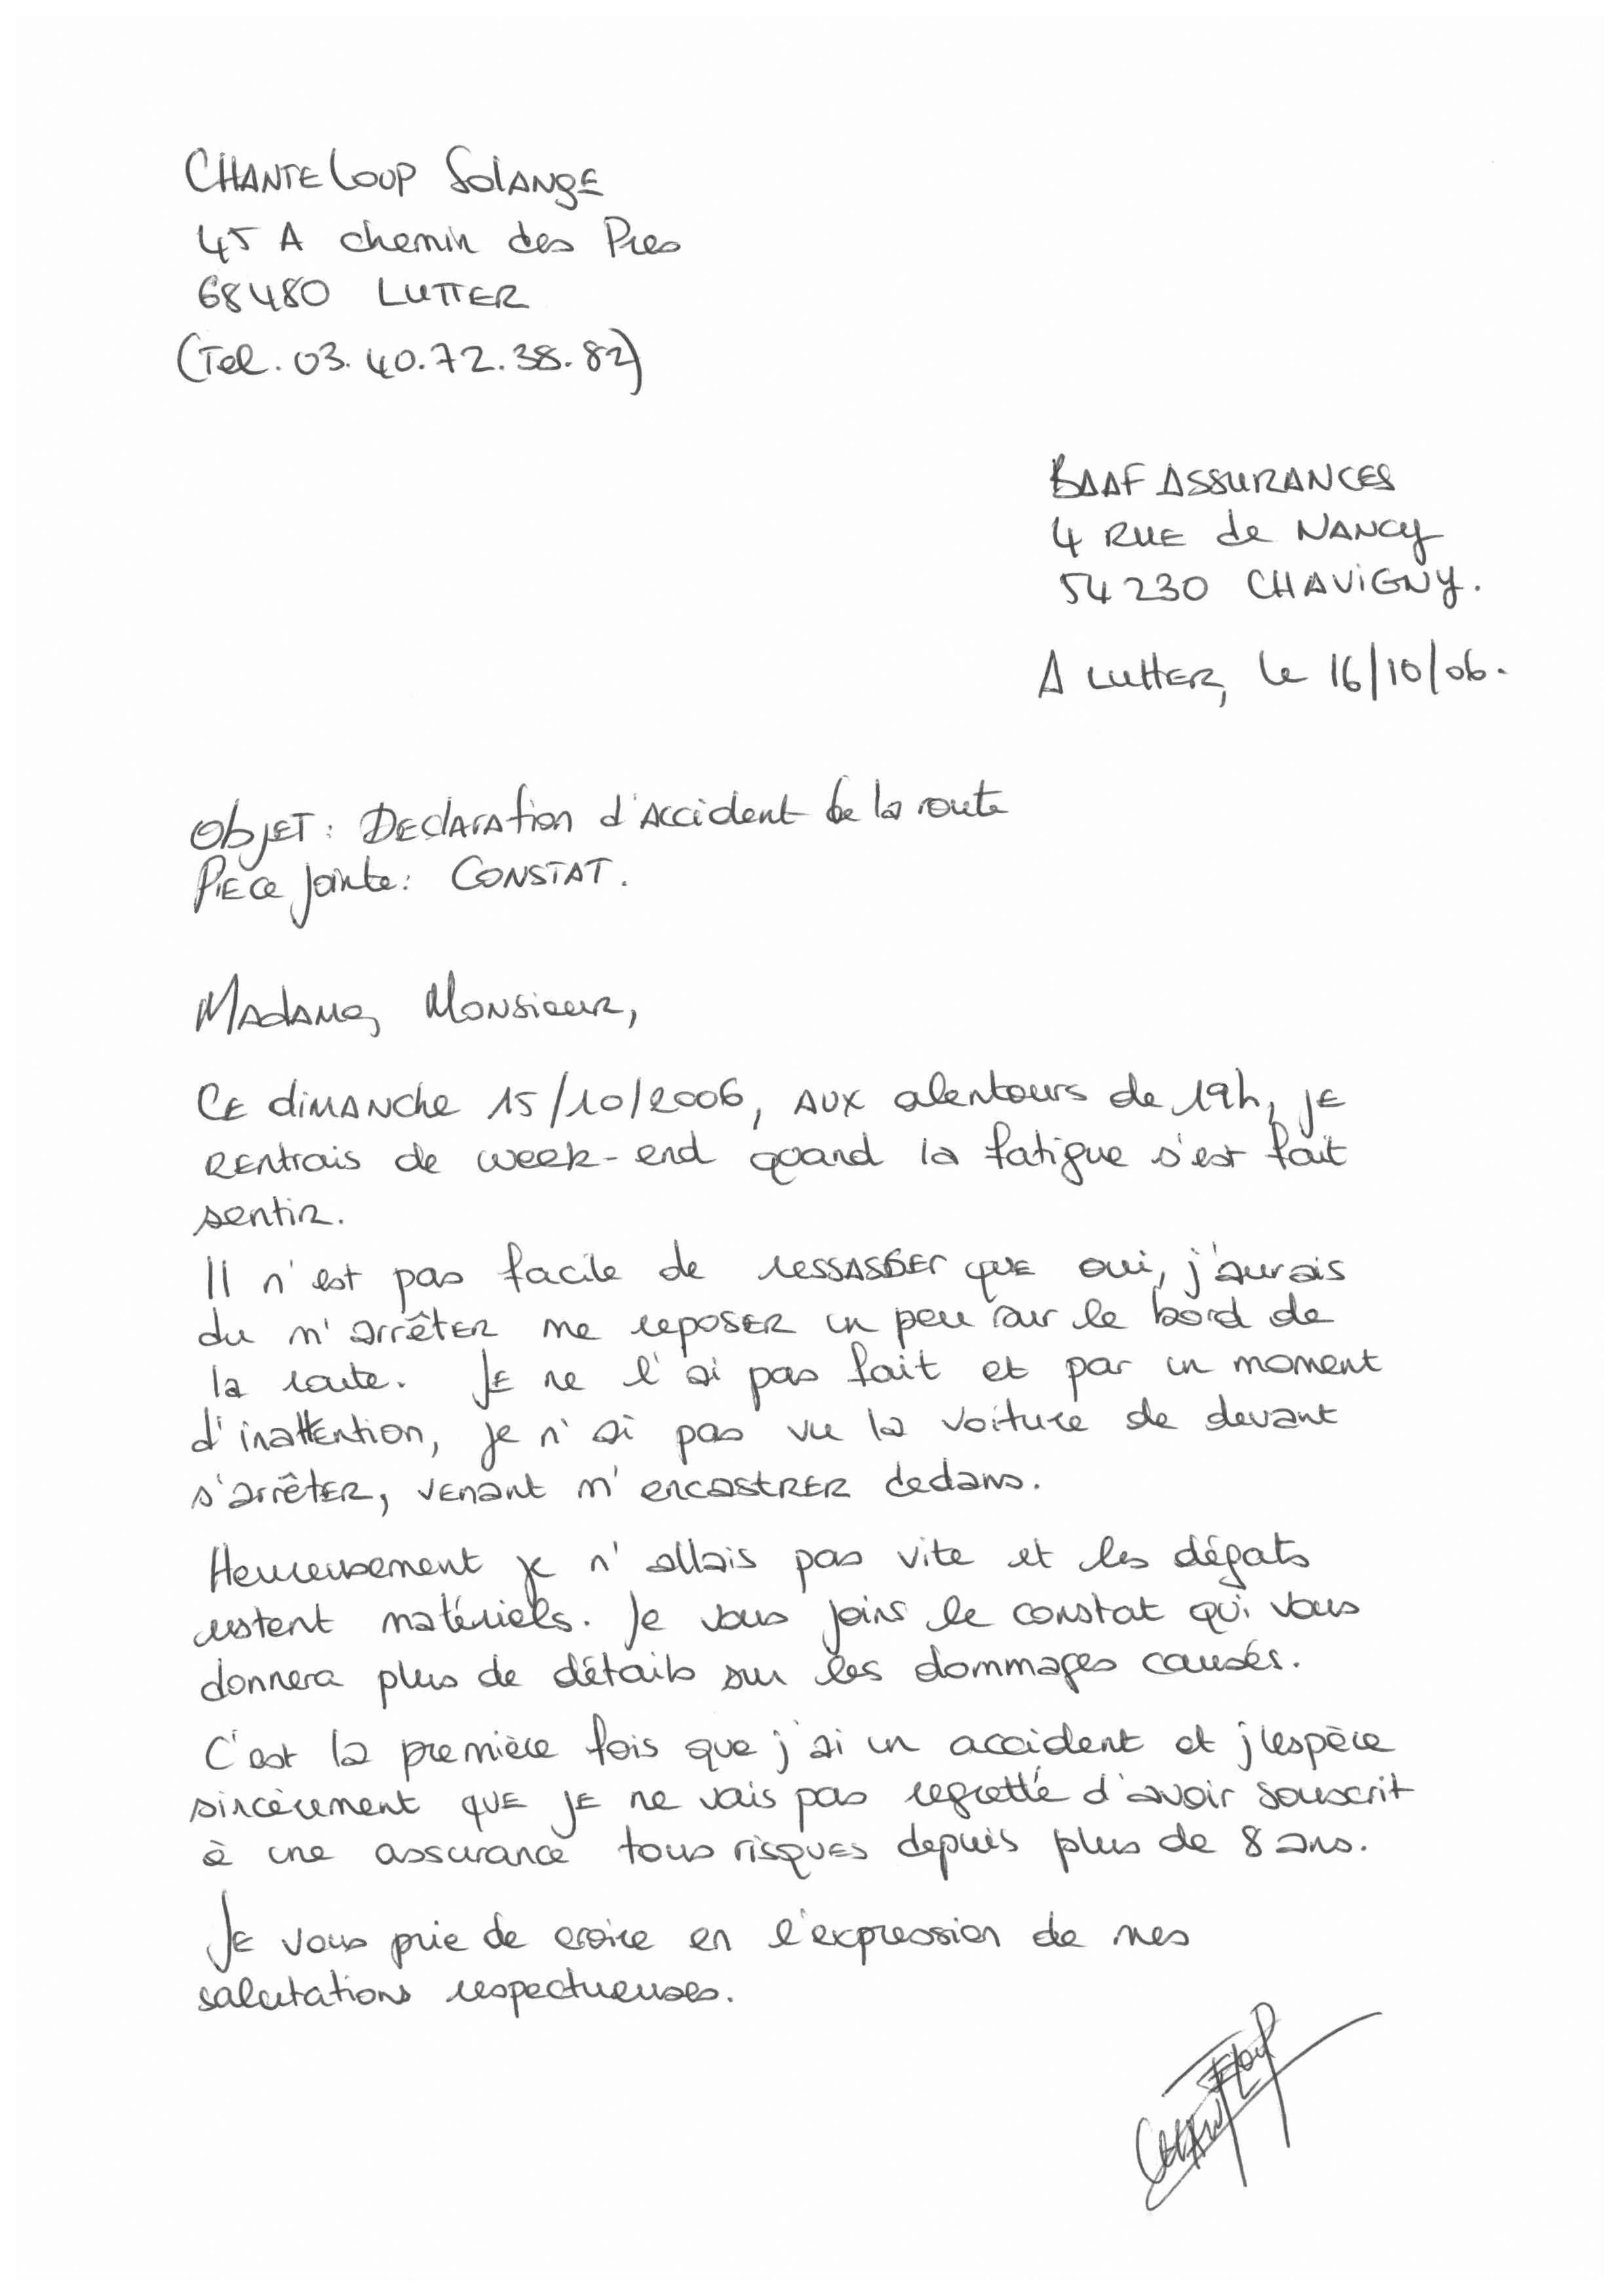 CHANTELOUP SOLANGE
45 A chemin des Pres
68480 LUTTER
(Tel. 03.40.72.38.82)
BAAF ASSURANCES
4 RUE de NANCY
54230 CHAVIGNY.
A LUTTER, le 16/10/06.
OBJET: DECLARATION d'Accident de la route
PIECE jointe: CONSTAT.
MADAME, MONSIEUR,
CE DIMANCHE 15/10/2006, AUX alentours de 19h, JE
RENTRAIS de week-end quand la fatigue s'est fait
sentir.
Il n'est pas facile de ressasser que oui, j'aurais
du m'arrêter me reposer un peu sur le bord de
la route. Je ne l'ai pas fait et par un moment
d'inattention, je n'ai pas vu la voiture de devant
s'arrêter, venant m'encastrer dedans.
Heureusement je n'allais pas vite et les dégats
restent matériels. Je vous joins le constat qui vous
donnera plus de détails sur les dommages causés.
C'est la première fois que j'ai un accident et j'espère
sincèrement que je ne vais pas regretté d'avoir souscrit
à une assurance tous risques depuis plus de 8 ans.
Je vous prie de croire en l'expression de mes
salutations respectueuses.